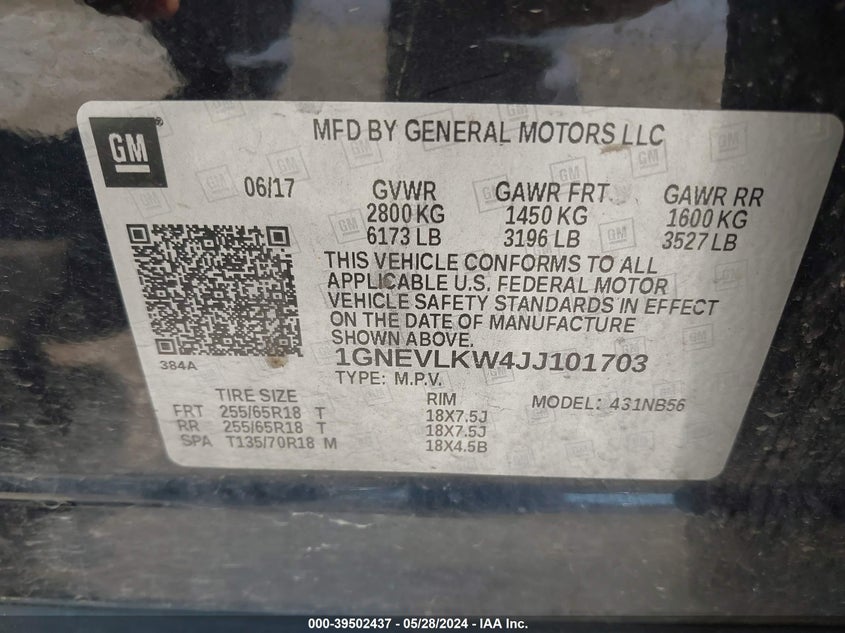 GM
MFD BY GENERAL MOTORS LLC
06/17
GVWR GAWR FRT. GAWR RR
2800 KG 1450 KG 1600 KG
6173 LB 3196 LB 3527 LB
THIS VEHICLE CONFORMS TO ALL
APPLICABLE U.S. FEDERAL MOTOR
VEHICLE SAFETY STANDARDS IN EFFECT
ON THE DATE OF MANUFACTURE
SHOWN ABOVE.
384A
1GNEVLKW4JJ101703
TYPE: M.P.V.
TIRE SIZE RIM MODEL: 431NB56
FRT 255/65R18 T 18X7.5J
RR 255/65R18 T 18X7.5J
SPA T135/70R18 M 18X4.5B
000-39502437 - 05/28/2024 - IAA Inc.